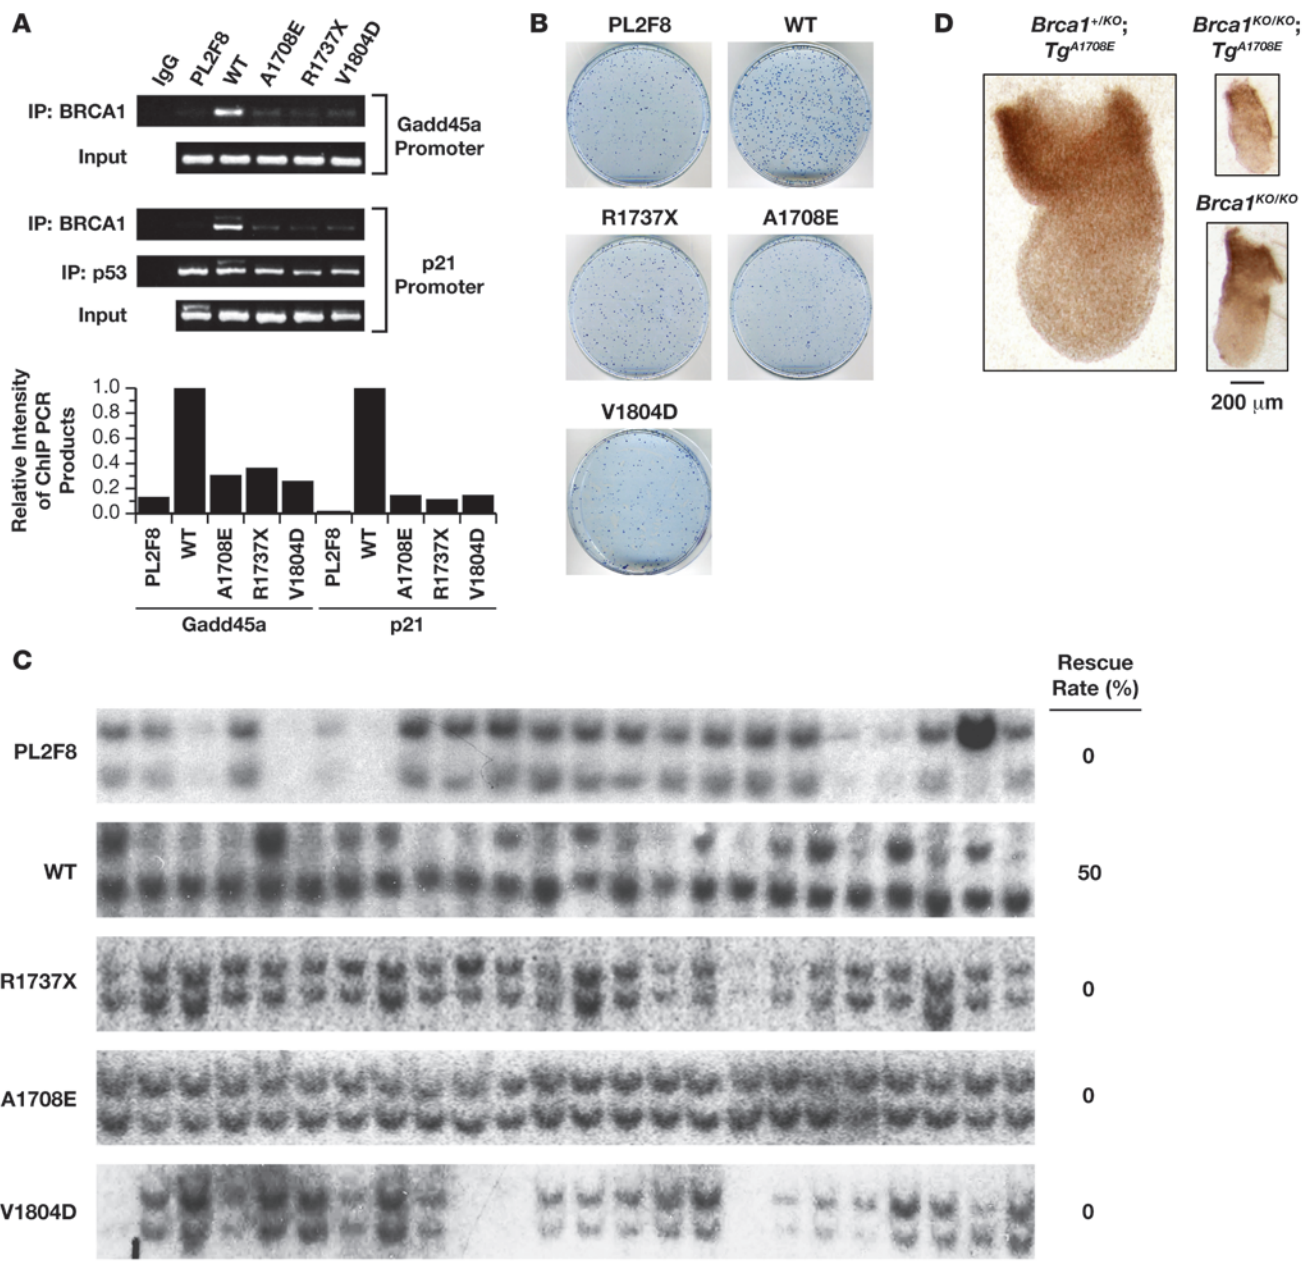 A
IgG
PL2F8
WT
A1708E
R1737X
V1804D
IP: BRCA1
Input
Gadd45a
Promoter
IP: BRCA1
IP: p53
Input
p21
Promoter
Relative Intensity
of ChIP PCR
Products
1.0
0.8
0.6
0.4
0.2
0.0
PL2F8
WT
A1708E
R1737X
V1804D
PL2F8
WT
A1708E
R1737X
V1804D
Gadd45a
p21
B
PL2F8
WT
R1737X
A1708E
V1804D
D
Brca1+/KO;
TgA1708E
Brca1KO/KO;
TgA1708E
Brca1KO/KO
200 μm
C
Rescue
Rate (%)
PL2F8
0
WT
50
R1737X
0
A1708E
0
V1804D
0